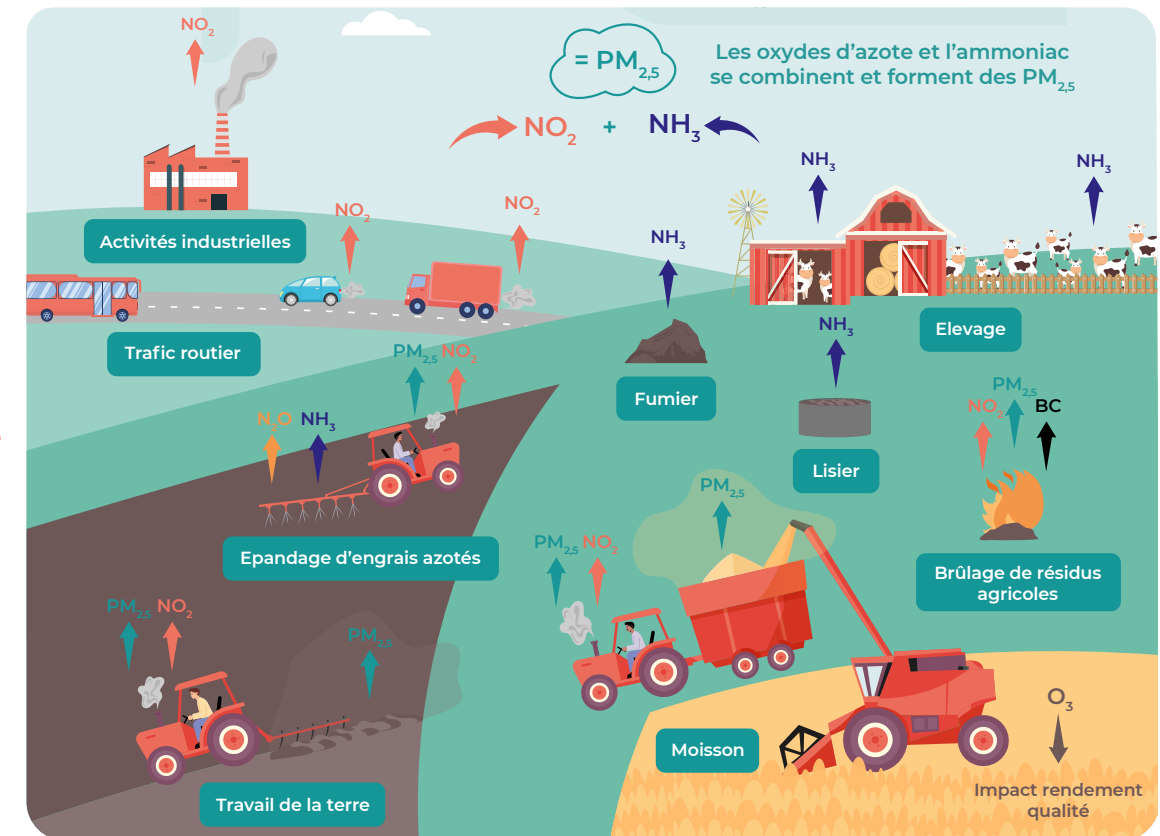 NO₂
= PM₂,₅
Les oxydes d’azote et l’ammoniac
se combinent et forment des PM₂,₅
NO₂ + NH₃
NH₃
NH₃
Activités industrielles
NO₂
NO₂
NH₃
Trafic routier
Elevage
NH₃
Fumier
Lisier
PM₂,₅ NO₂
N₂O NH₃
Epandage d’engrais azotés
PM₂,₅
NO₂
BC
Brûlage de résidus
agricoles
PM₂,₅
PM₂,₅ NO₂
PM₂,₅ NO₂
PM₂,₅
Travail de la terre
Moisson
O₃
Impact rendement
qualité